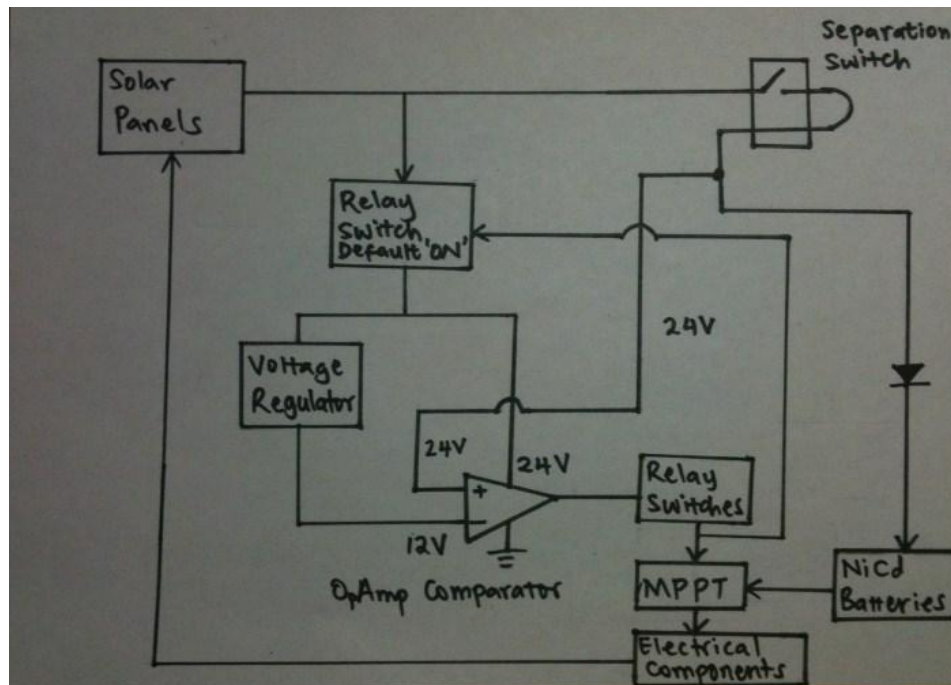 Separation
Switch
Solar
Panels
Relay
Switch
Default 'ON'
24V
Voltage
Regulator
24V
24V
+
-
12V
Relay
Switches
OpAmp Comparator
MPPT
NiCd
Batteries
Electrical
Components